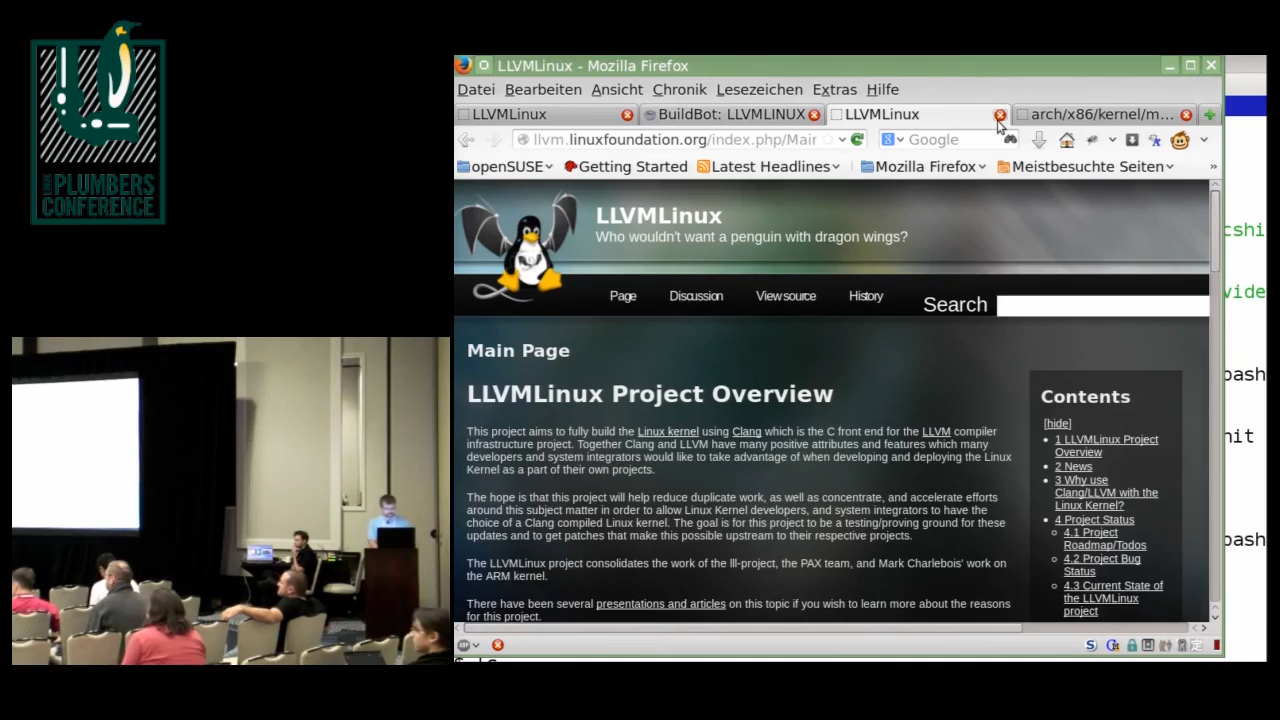 LINUX
PLUMBERS
CONFERENCE
LLVMLinux - Mozilla Firefox
Datei Bearbeiten Ansicht Chronik Lesezeichen Extras Hilfe
LLVMLinux BuildBot: LLVMLINUX LLVMLinux arch/x86/kernel/m...
llvm.linuxfoundation.org/index.php/Mair Google
openSUSE Getting Started Latest Headlines Mozilla Firefox Meistbesuchte Seiten »
LLVMLinux
Who wouldn't want a penguin with dragon wings?
Page Discussion View source History Search
Main Page
LLVMLinux Project Overview
This project aims to fully build the Linux kernel using Clang which is the C front end for the LLVM compiler
infrastructure project. Together Clang and LLVM have many positive attributes and features which many
developers and system integrators would like to take advantage of when developing and deploying the Linux
Kernel as a part of their own projects.
The hope is that this project will help reduce duplicate work, as well as concentrate, and accelerate efforts
around this subject matter in order to allow Linux Kernel developers, and system integrators to have the
choice of a Clang compiled Linux kernel. The goal is for this project to be a testing/proving ground for these
updates and to get patches that make this possible upstream to their respective projects.
The LLVMLinux project consolidates the work of the lll-project, the PAX team, and Mark Charlebois' work on
the ARM kernel.
There have been several presentations and articles on this topic if you wish to learn more about the reasons
for this project.
Contents
[hide]
1 LLVMLinux Project
Overview
2 News
3 Why use
Clang/LLVM with the
Linux Kernel?
4 Project Status
4.1 Project
Roadmap/Todos
4.2 Project Bug
Status
4.3 Current State of
the LLVMLinux
project
cshi
vide
bash
nit
bash